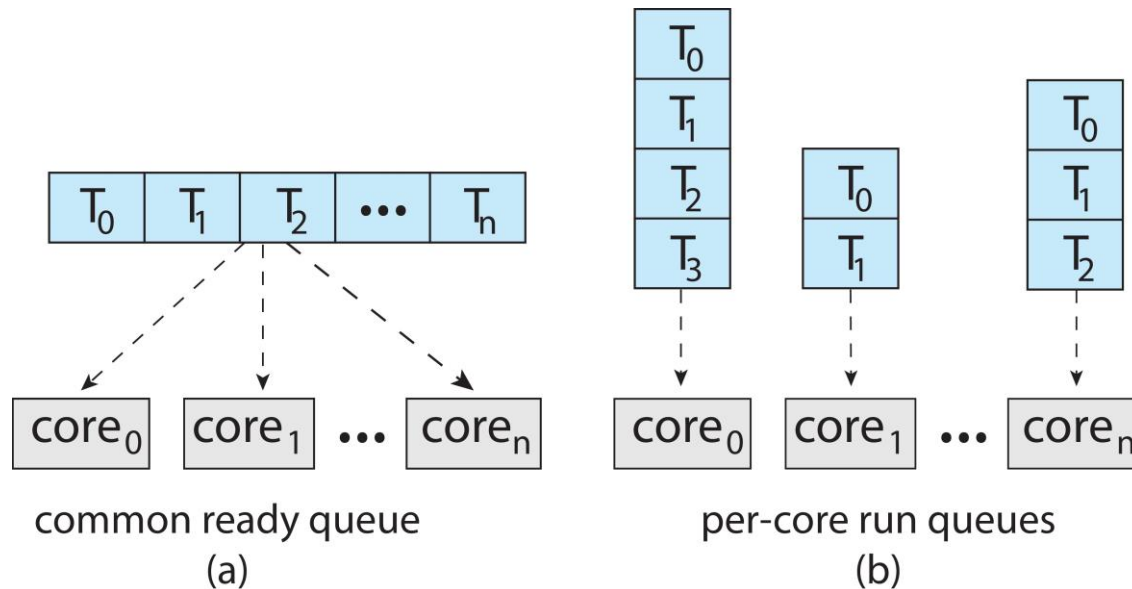 T0 T1 T2 ... Tn
core0 core1 ... coren
common ready queue
(a)
T0
T1
T2
T3
T0
T1
T0
T1
T2
core0 core1 ... coren
per-core run queues
(b)